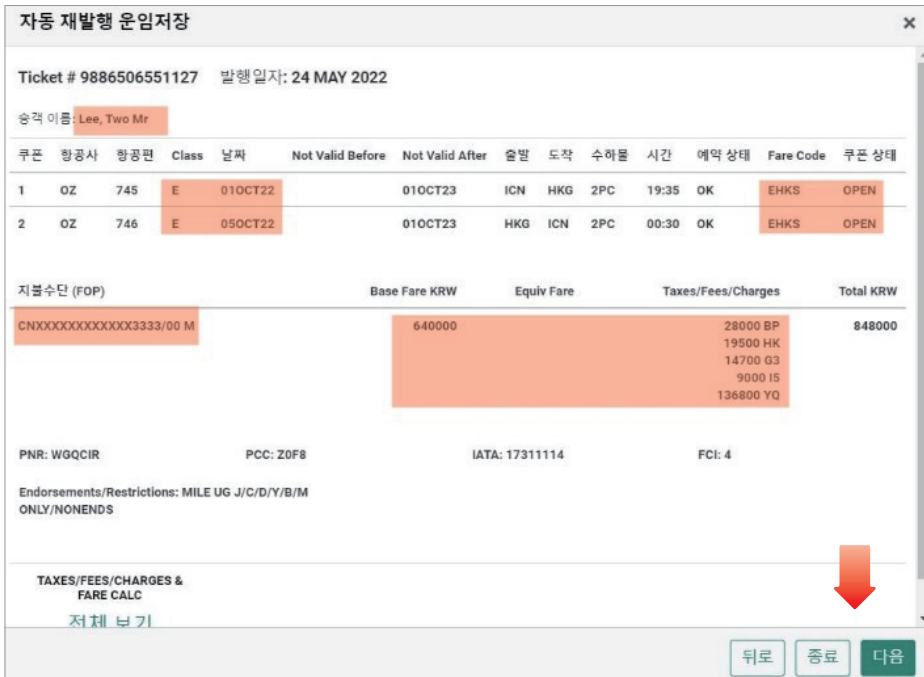 자동 재발행 운임저장 ×
Ticket # 9886506551127 발행일자: 24 MAY 2022
승객 이름: Lee, Two Mr
쿠폰 항공사 항공편 Class 날짜 Not Valid Before Not Valid After 출발 도착 수하물 시간 예약 상태 Fare Code 쿠폰 상태
1 OZ 745 E 01OCT22 01OCT23 ICN HKG 2PC 19:35 OK EHKS OPEN
2 OZ 746 E 05OCT22 01OCT23 HKG ICN 2PC 00:30 OK EHKS OPEN
지불수단 (FOP) Base Fare KRW Equiv Fare Taxes/Fees/Charges Total KRW
CNXXXXXXXXXXXX3333/00 M 640000 28000 BP 848000
19500 HK
14700 G3
9000 I5
136800 YQ
PNR: WGQCIR PCC: Z0F8 IATA: 17311114 FCI: 4
Endorsements/Restrictions: MILE UG J/C/D/Y/B/M
ONLY/NONENDS
TAXES/FEES/CHARGES &
FARE CALC
전체 보기
뒤로 종료 다음